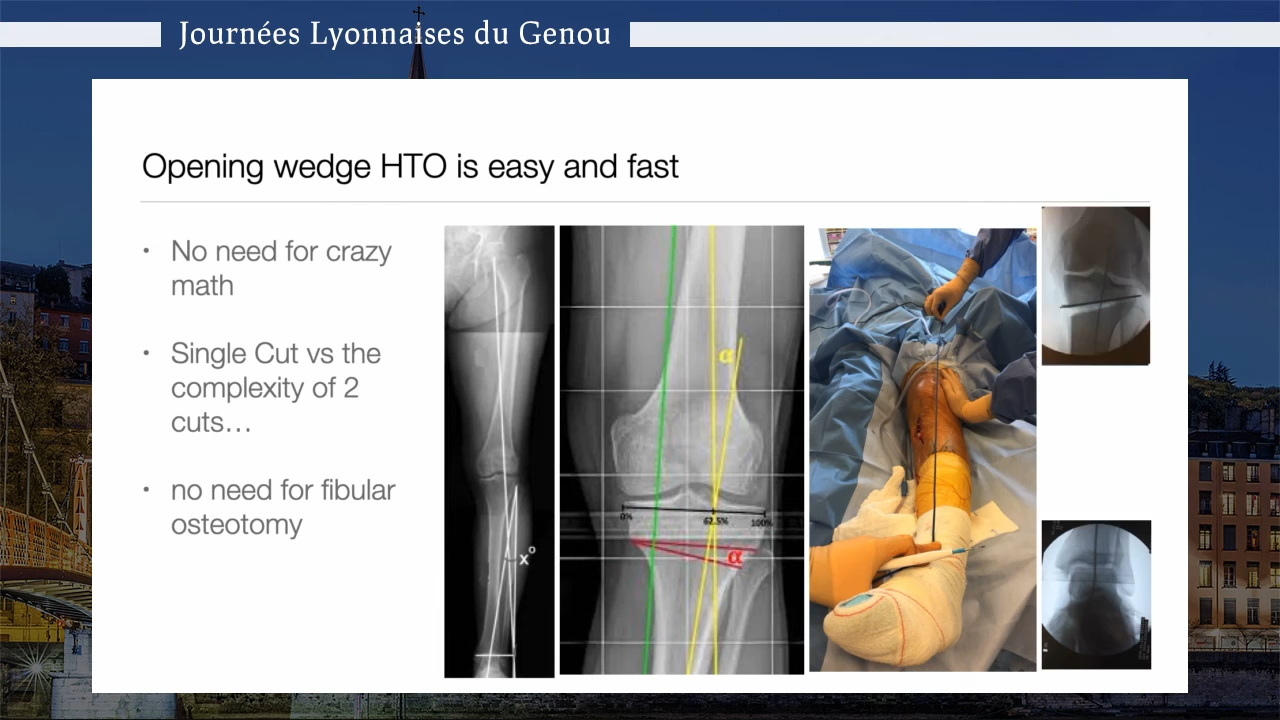 Journées Lyonnaises du Genou
Opening wedge HTO is easy and fast
• No need for crazy
math
• Single Cut vs the
complexity of 2
cuts…
• no need for fibular
osteotomy
x°
α
0%
62.5%
100%
α